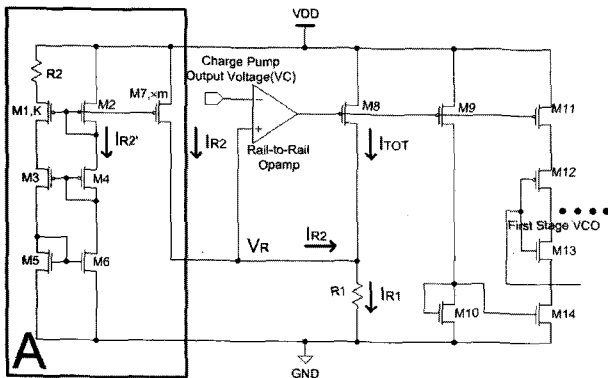 VDD
R2
M1,K
M2
M7,×m
IR2'
IR2
M3
M4
M5
M6
A
Charge Pump
Output Voltage(VC)
Rail-to-Rail
Opamp
VR
IR2
M8
ITOT
R1
IR1
M9
M10
M11
M12
First Stage VCO
M13
M14
GND